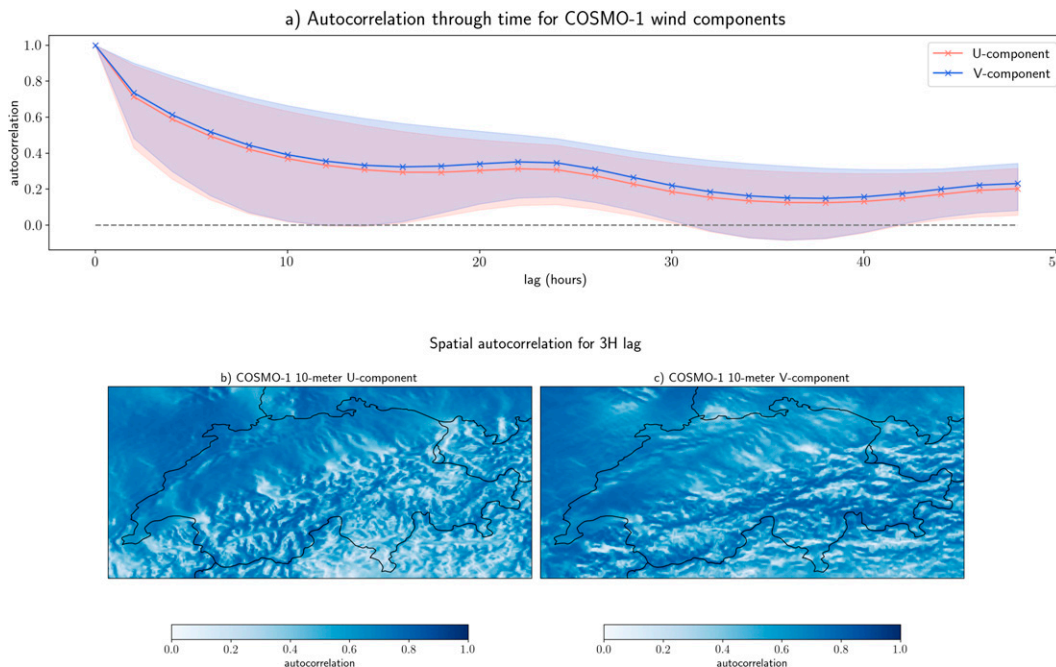 a) Autocorrelation through time for COSMO-1 wind components
1.0
0.8
0.6
0.4
0.2
0.0
autocorrelation
U-component
V-component
0 10 20 30 40 5
lag (hours)
Spatial autocorrelation for 3H lag
b) COSMO-1 10-meter U-component
c) COSMO-1 10-meter V-component
0.0 0.2 0.4 0.6 0.8 1.0
autocorrelation
0.0 0.2 0.4 0.6 0.8 1.0
autocorrelation